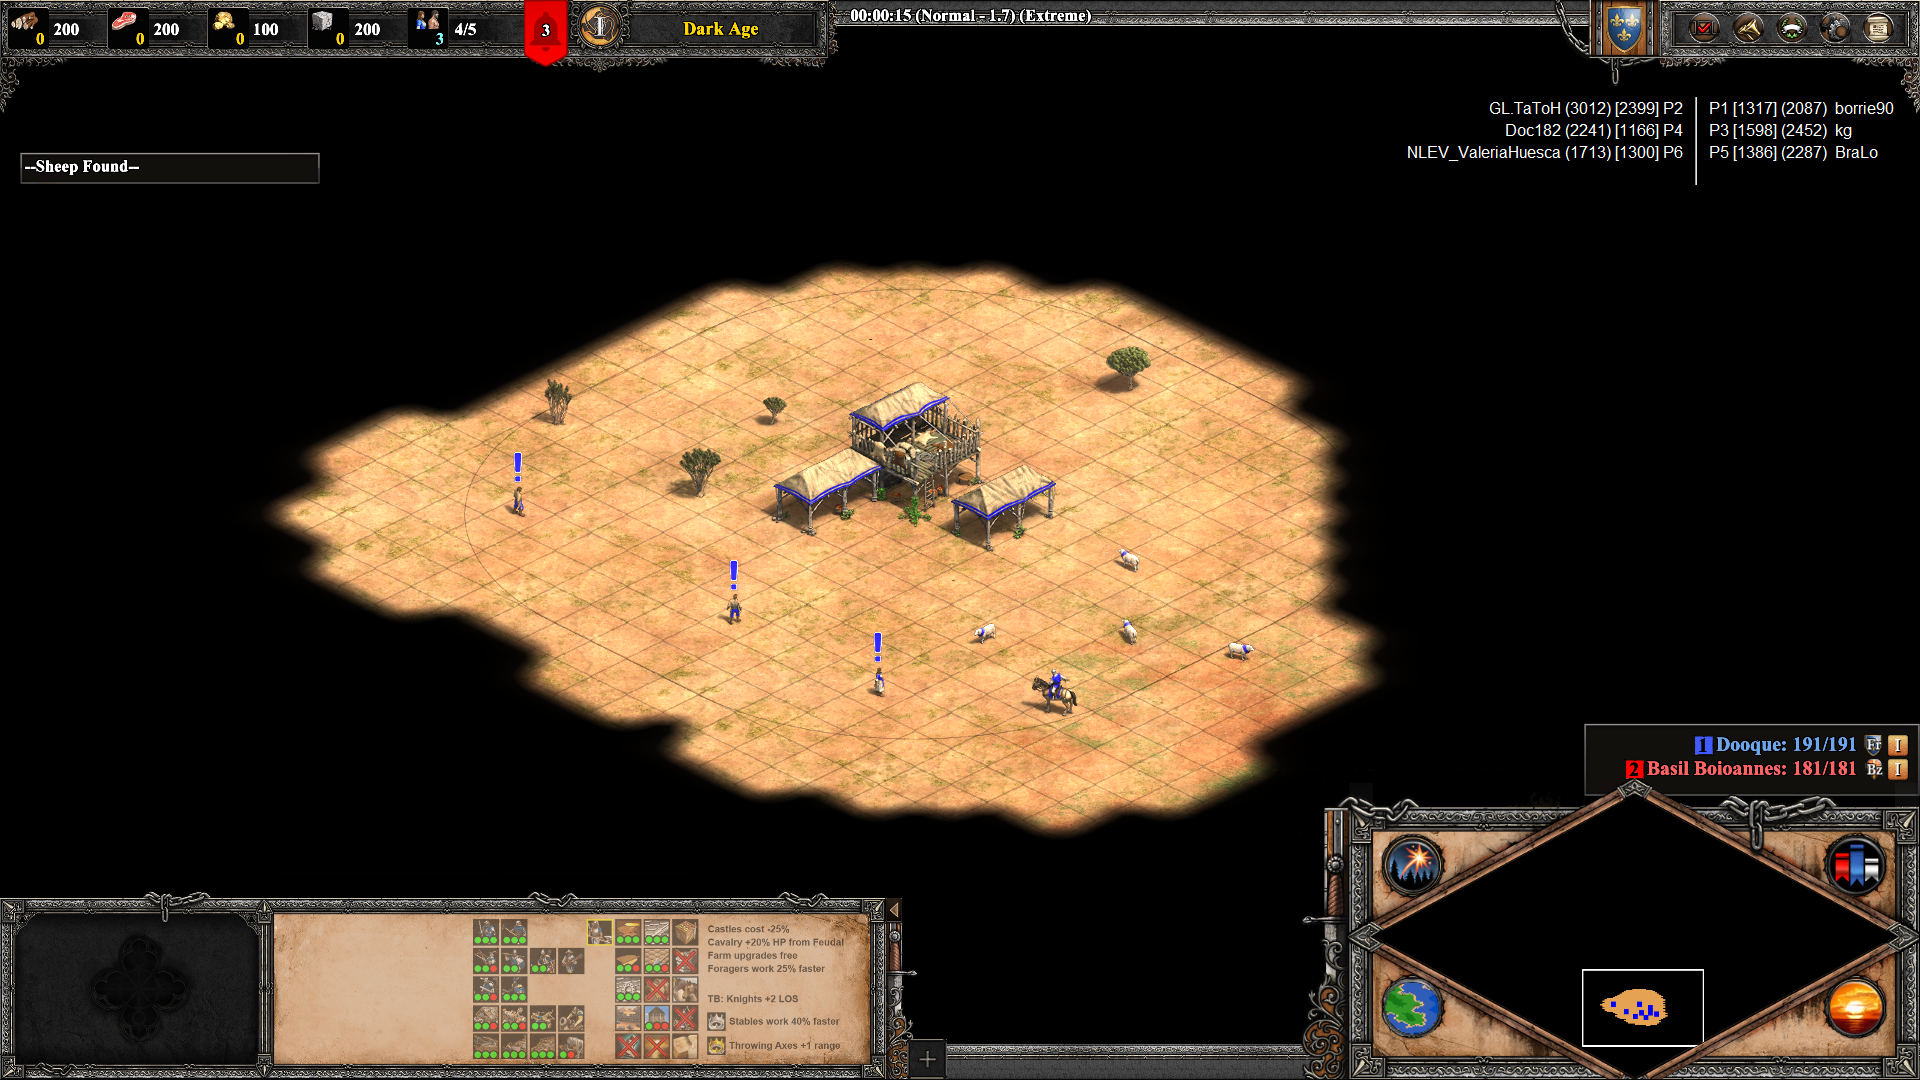 0 200
0 200
0 100
0 200
3 4/5
3
I
Dark Age
00:00:15 (Normal - 1.7) (Extreme)
GL.TaToH (3012) [2399] P2
P1 [1317] (2087) borrie90
Doc182 (2241) [1166] P4
P3 [1598] (2452) kg
NLEV_ValeriaHuesca (1713) [1300] P6
P5 [1386] (2287) BraLo
--Sheep Found--
!
!
!
1 Dooque: 191/191 Fr I
2 Basil Boioannes: 181/181 Bz I
Castles cost -25%
Cavalry +20% HP from Feudal
Farm upgrades free
Foragers work 25% faster
TB: Knights +2 LOS
Stables work 40% faster
Throwing Axes +1 range
+